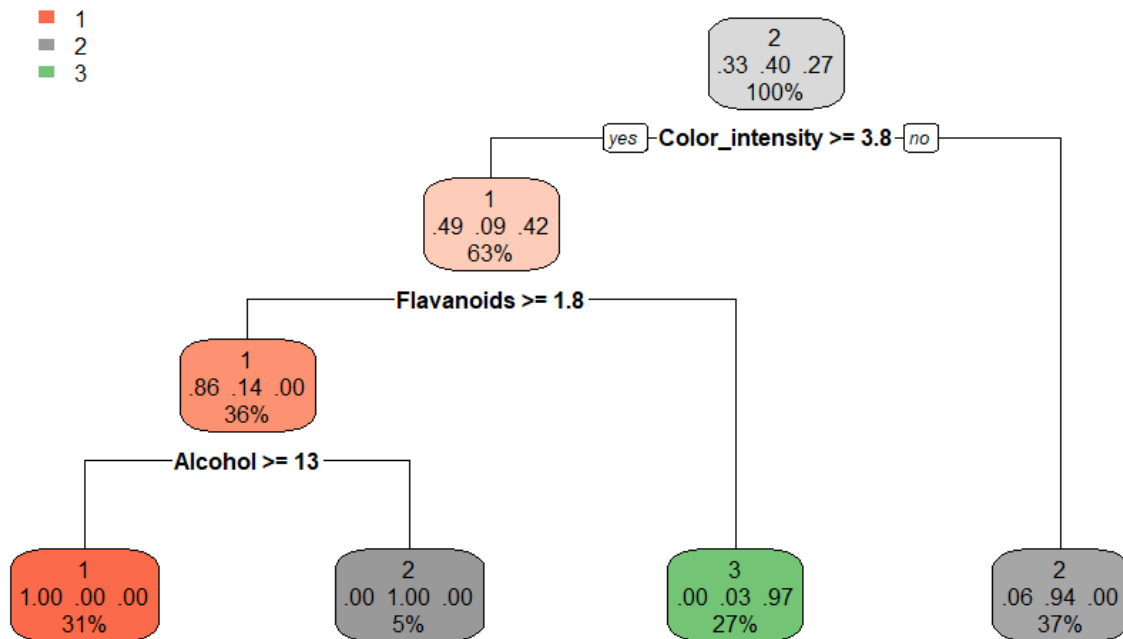 1
2
3
2
.33 .40 .27
100%
yes Color_intensity >= 3.8 no
1
.49 .09 .42
63%
Flavanoids >= 1.8
1
.86 .14 .00
36%
Alcohol >= 13
1
1.00 .00 .00
31%
2
.00 1.00 .00
5%
3
.00 .03 .97
27%
2
.06 .94 .00
37%